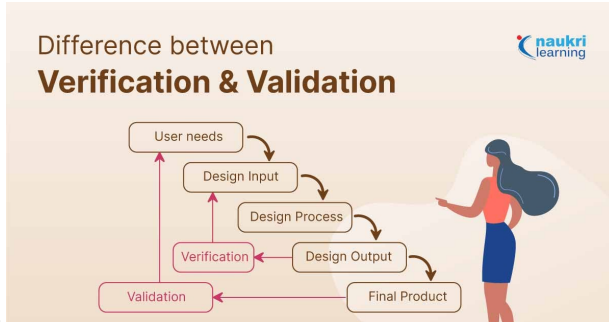 Difference between
Verification & Validation
naukri
learning
User needs
Design Input
Design Process
Verification
Design Output
Validation
Final Product